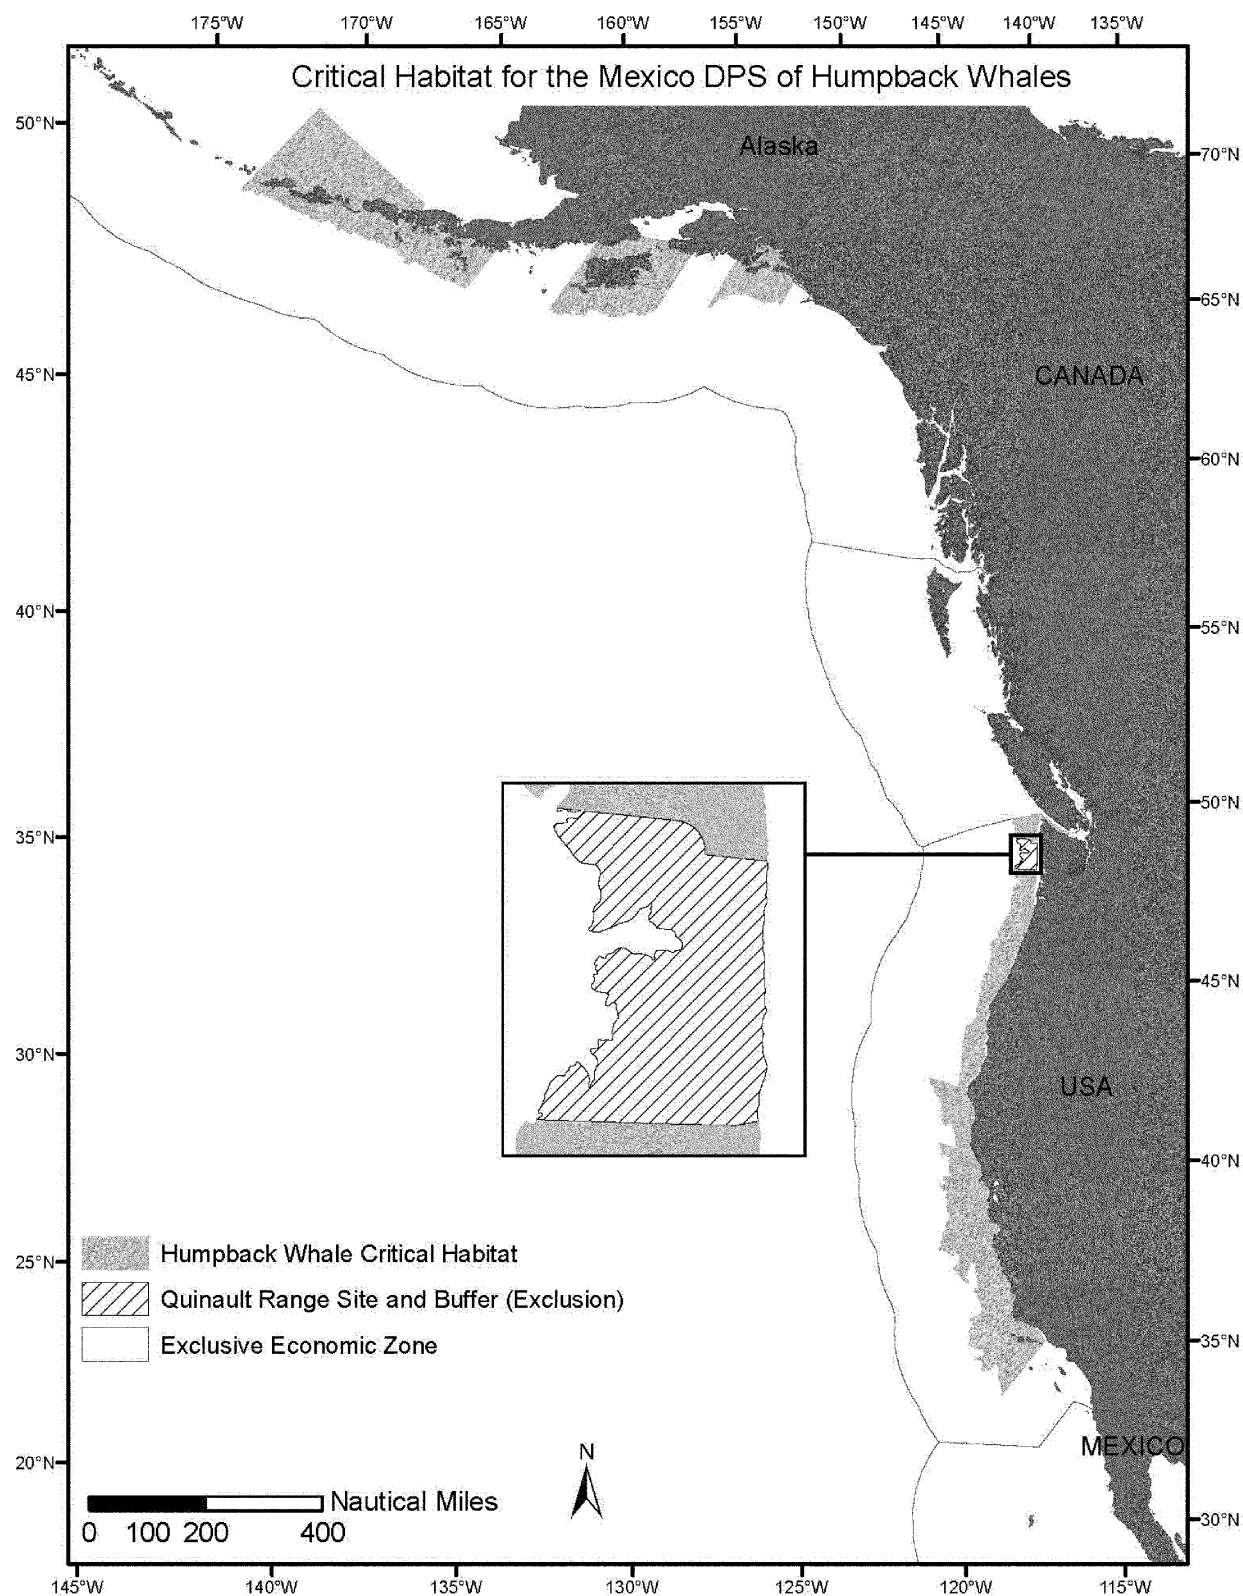 175°W 170°W 165°W 160°W 155°W 150°W 145°W 140°W 135°W
Critical Habitat for the Mexico DPS of Humpback Whales
50°N
Alaska
70°N
65°N
45°N
CANADA
60°N
40°N
55°N
50°N
35°N
45°N
30°N
USA
40°N
Humpback Whale Critical Habitat
25°N
Quinault Range Site and Buffer (Exclusion)
Exclusive Economic Zone
35°N
MEXICO
20°N
N
Nautical Miles
0 100 200 400
30°N
145°W 140°W 135°W 130°W 125°W 120°W 115°W